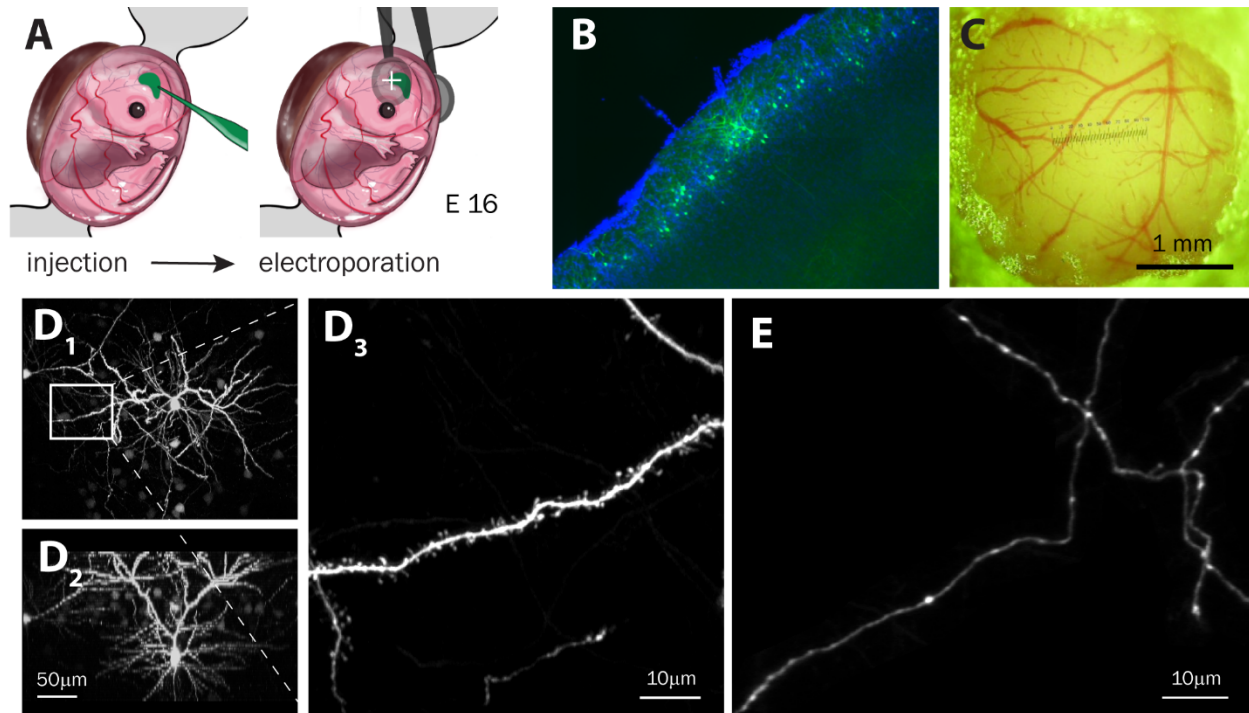 A
B
C
E 16
injection
electroporation
1 mm
D1
D2
50μm
D3
10μm
E
10μm